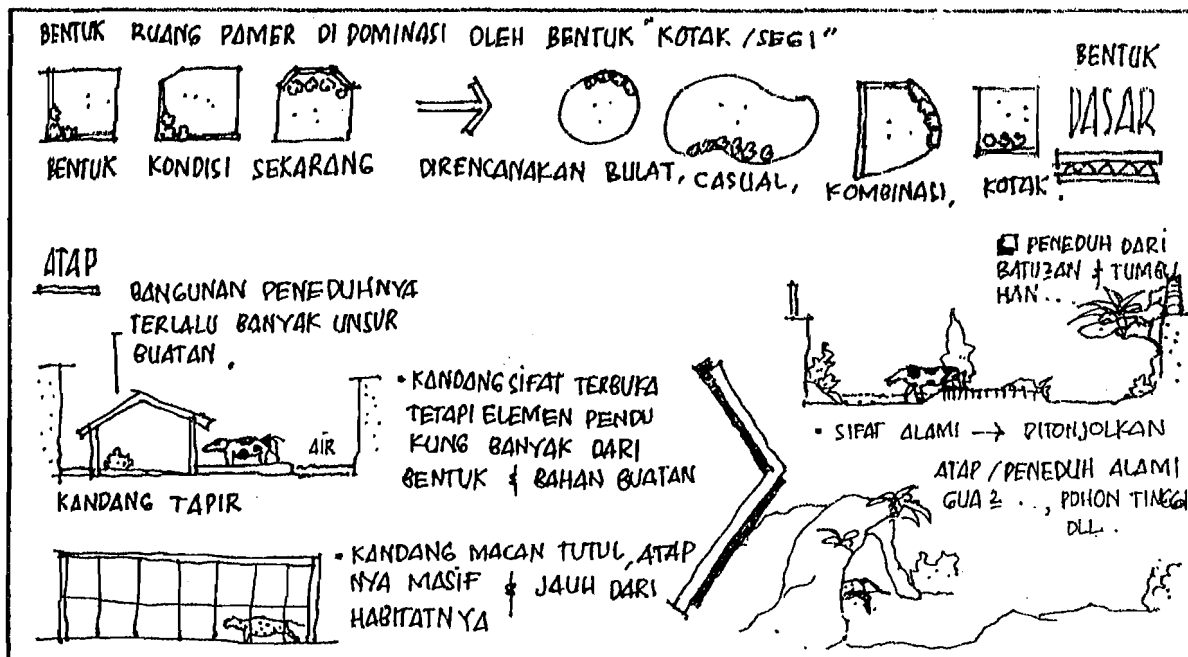 BENTUK RUANG PAMER DI DOMINASI OLEH BENTUK "KOTAK /SEGI"
BENTUK KONDISI SEKARANG
DIRENCANAKAN BULAT, CASUAL, KOMBINASI, KOTAK.
BENTUK
DASAR
ATAP
BANGUNAN PENEDUHNYA
TERLALU BANYAK UNSUR
BUATAN.
AIR
KANDANG TAPIR
• KANDANG SIFAT TERBUKA
TETAPI ELEMEN PENDU
KUNG BANYAK DARI
BENTUK & BAHAN BUATAN
• KANDANG MACAN TUTUL, ATAP
NYA MASIF & JAUH DARI
HABITATNYA
PENEDUH DARI
BATU2AN & TUMBU
HAN...
• SIFAT ALAMI --> DITONJOLKAN
ATAP / PENEDUH ALAMI
GUA2 .., POHON TINGGI
DLL.